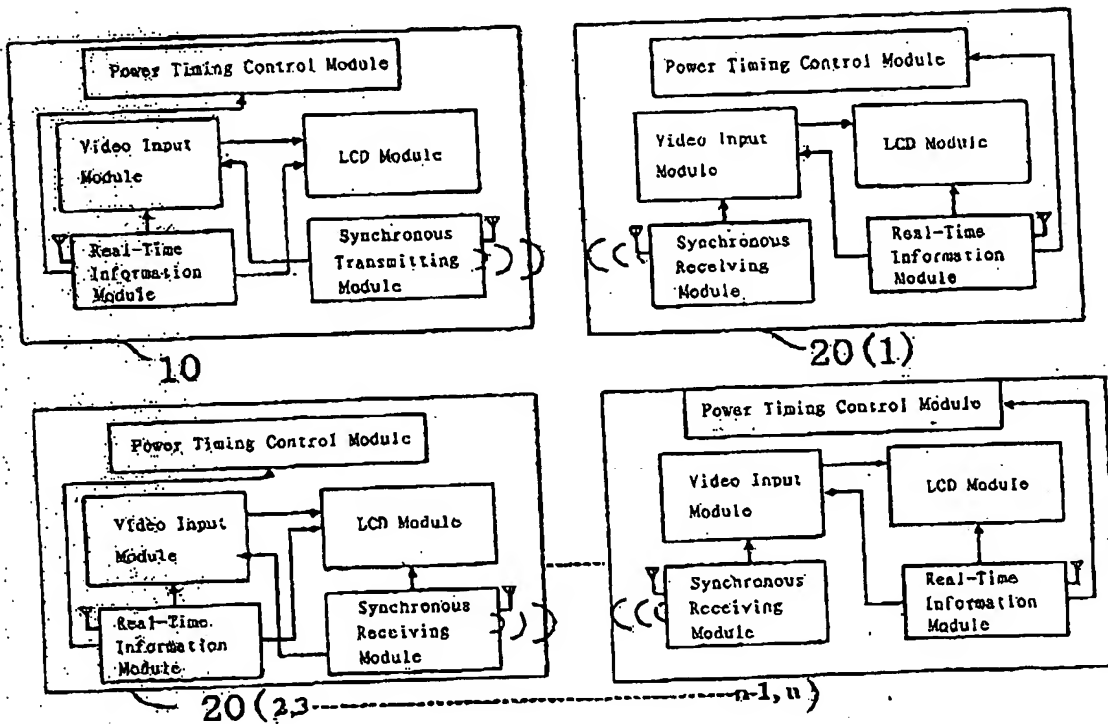 Power Timing Control Module
Video Input
Module
LCD Module
Real-Time
Information
Module
Synchronous
Transmitting
Module
10
Power Timing Control Module
Video Input
Module
LCD Module
Synchronous
Receiving
Module
Real-Time
Information
Module
20(1)
Power Timing Control Module
Video Input
Module
LCD Module
Real-Time
Information
Module
Synchronous
Receiving
Module
Power Timing Control Module
Video Input
Module
LCD Module
Synchronous
Receiving
Module
Real-Time
Information
Module
20(2,3 n-1,n)